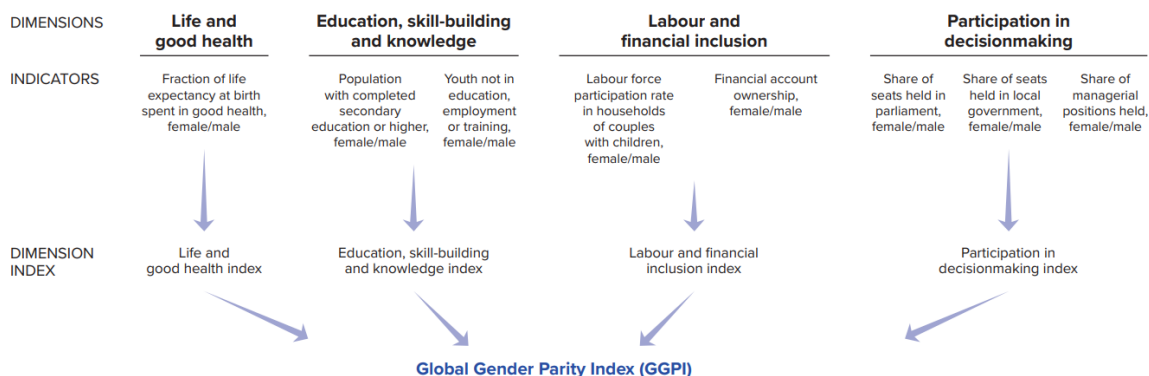 DIMENSIONS
Life and
good health
Education, skill-building
and knowledge
Labour and
financial inclusion
Participation in
decisionmaking
INDICATORS
Fraction of life
expectancy at birth
spent in good health,
female/male
Population
with completed
secondary
education or higher,
female/male
Youth not in
education,
employment
or training,
female/male
Labour force
participation rate
in households
of couples
with children,
female/male
Financial account
ownership,
female/male
Share of
seats held in
parliament,
female/male
Share of seats
held in local
government,
female/male
Share of
managerial
positions held,
female/male
DIMENSION
INDEX
Life and
good health index
Education, skill-building
and knowledge index
Labour and financial
inclusion index
Participation in
decisionmaking index
Global Gender Parity Index (GGPI)